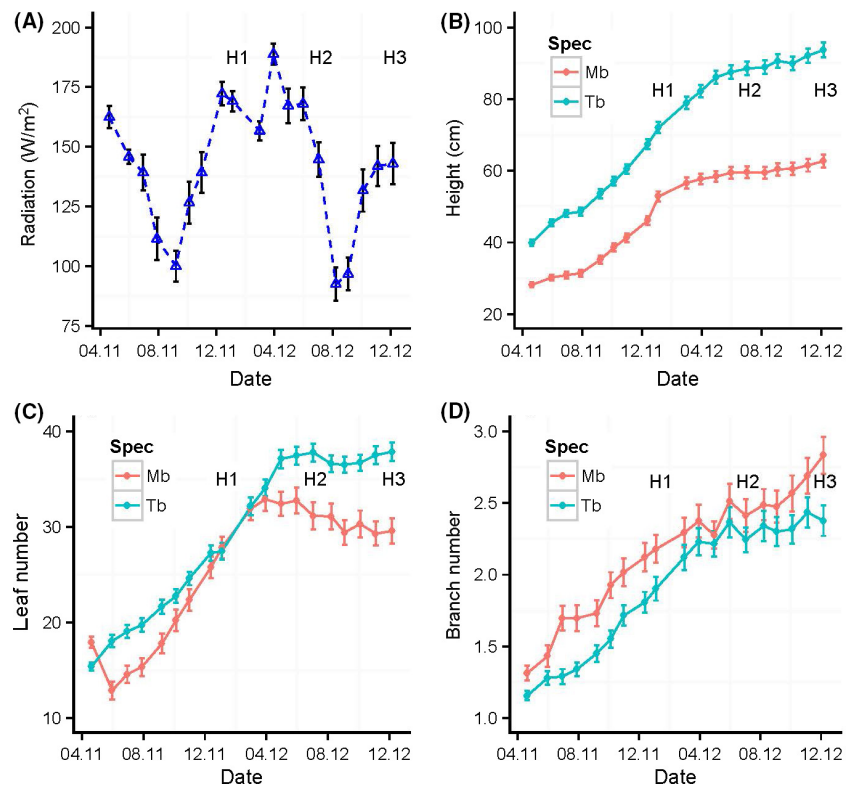 (A)
200
175
150
125
100
75
Radiation (W/m²)
H1 H2 H3
04.11 08.11 12.11 04.12 08.12 12.12
Date
(B)
100
80
60
40
20
Height (cm)
Spec
Mb
Tb
H1 H2 H3
04.11 08.11 12.11 04.12 08.12 12.12
Date
(C)
40
30
20
10
Leaf number
Spec
Mb
Tb
H1 H2 H3
04.11 08.11 12.11 04.12 08.12 12.12
Date
(D)
3.0
2.5
2.0
1.5
1.0
Branch number
Spec
Mb
Tb
H1 H2 H3
04.11 08.11 12.11 04.12 08.12 12.12
Date